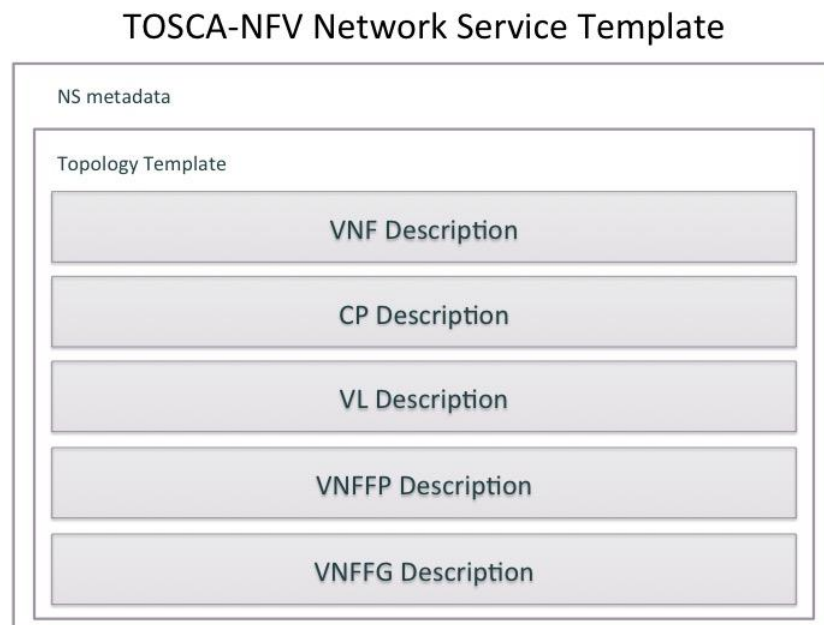 TOSCA-NFV Network Service Template
NS metadata
Topology Template
VNF Description
CP Description
VL Description
VNFFP Description
VNFFG Description